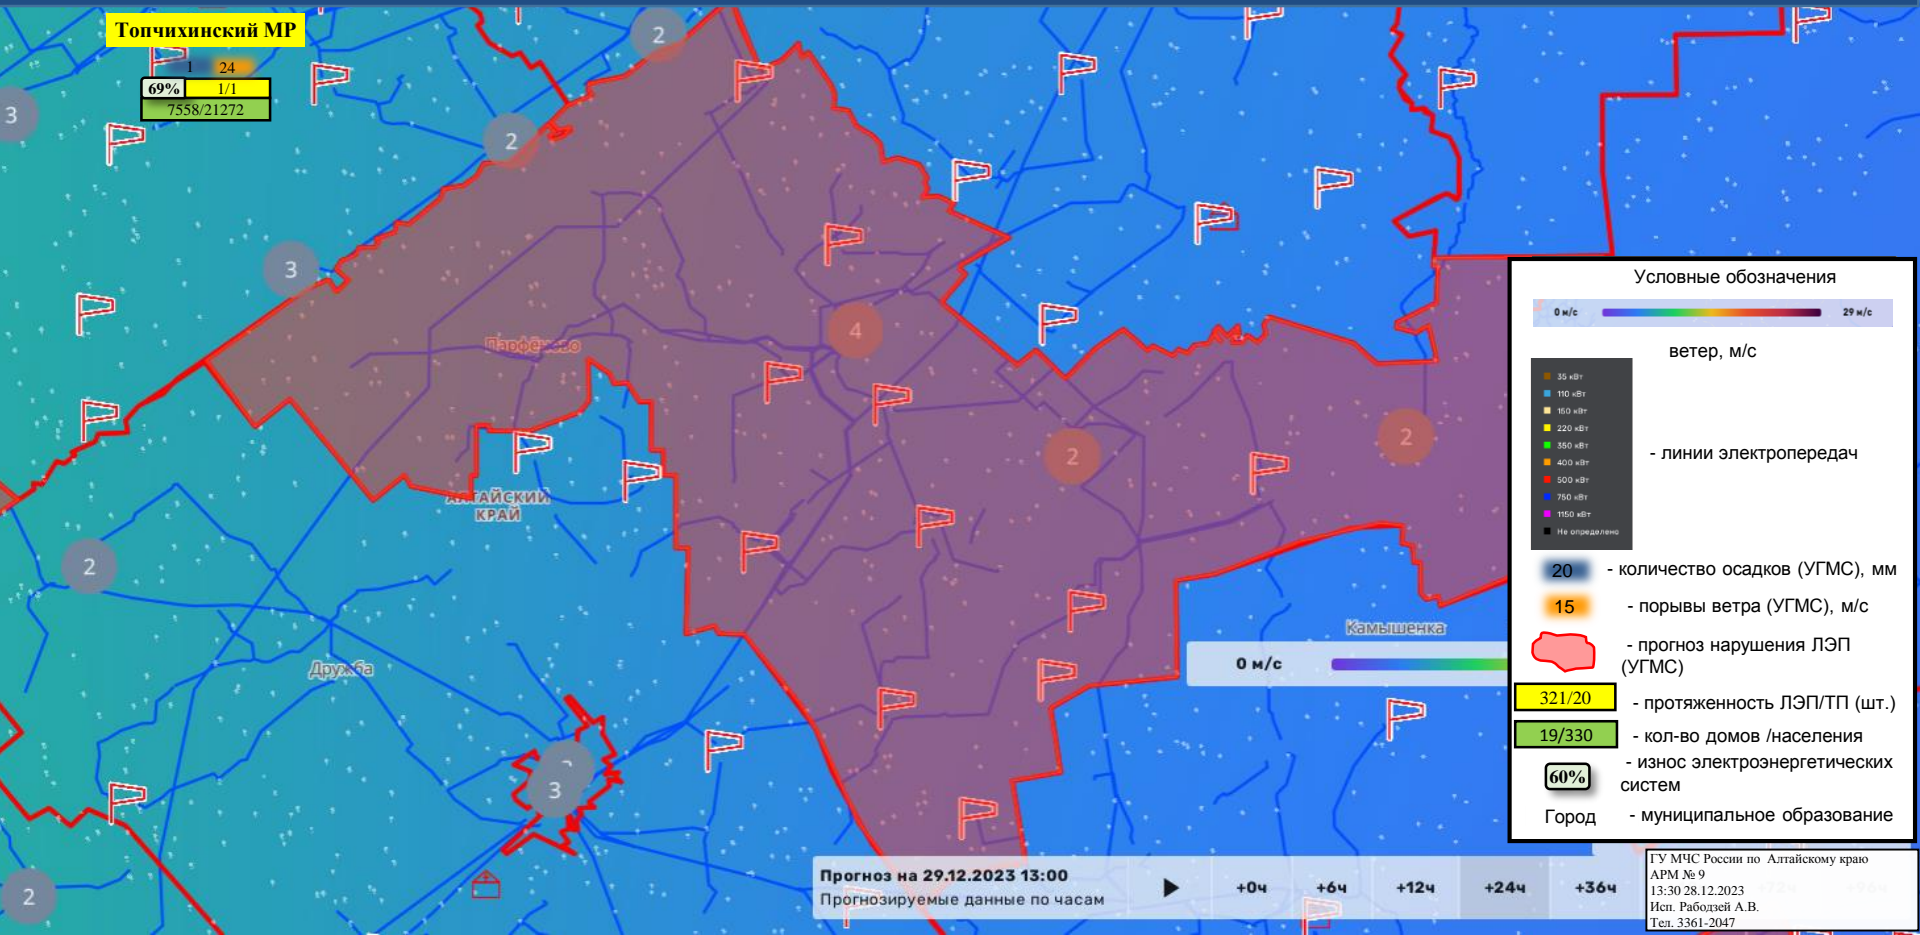 Топчихинский МР
1 24
69% 1/1
7558/21272
2
3
2
3
4
Парфёново
2
2
АЛТАЙСКИЙ
КРАЙ
2
Дружба
3
2
Камышенка
0 м/с
Условные обозначения
0 м/с 29 м/с
ветер, м/с
35 кВт
110 кВт
150 кВт
220 кВт
350 кВт
400 кВт
500 кВт
750 кВт
1150 кВт
Не определено
- линии электропередач
20 - количество осадков (УГМС), мм
15 - порывы ветра (УГМС), м/с
- прогноз нарушения ЛЭП
(УГМС)
321/20 - протяженность ЛЭП/ТП (шт.)
19/330 - кол-во домов /населения
60% - износ электроэнергетических
систем
Город - муниципальное образование
Прогноз на 29.12.2023 13:00
Прогнозируемые данные по часам
+0ч +6ч +12ч +24ч +36ч
ГУ МЧС России по Алтайскому краю
АРМ № 9
13:30 28.12.2023
Исп. Рабодзей А.В.
Тел. 3361-2047